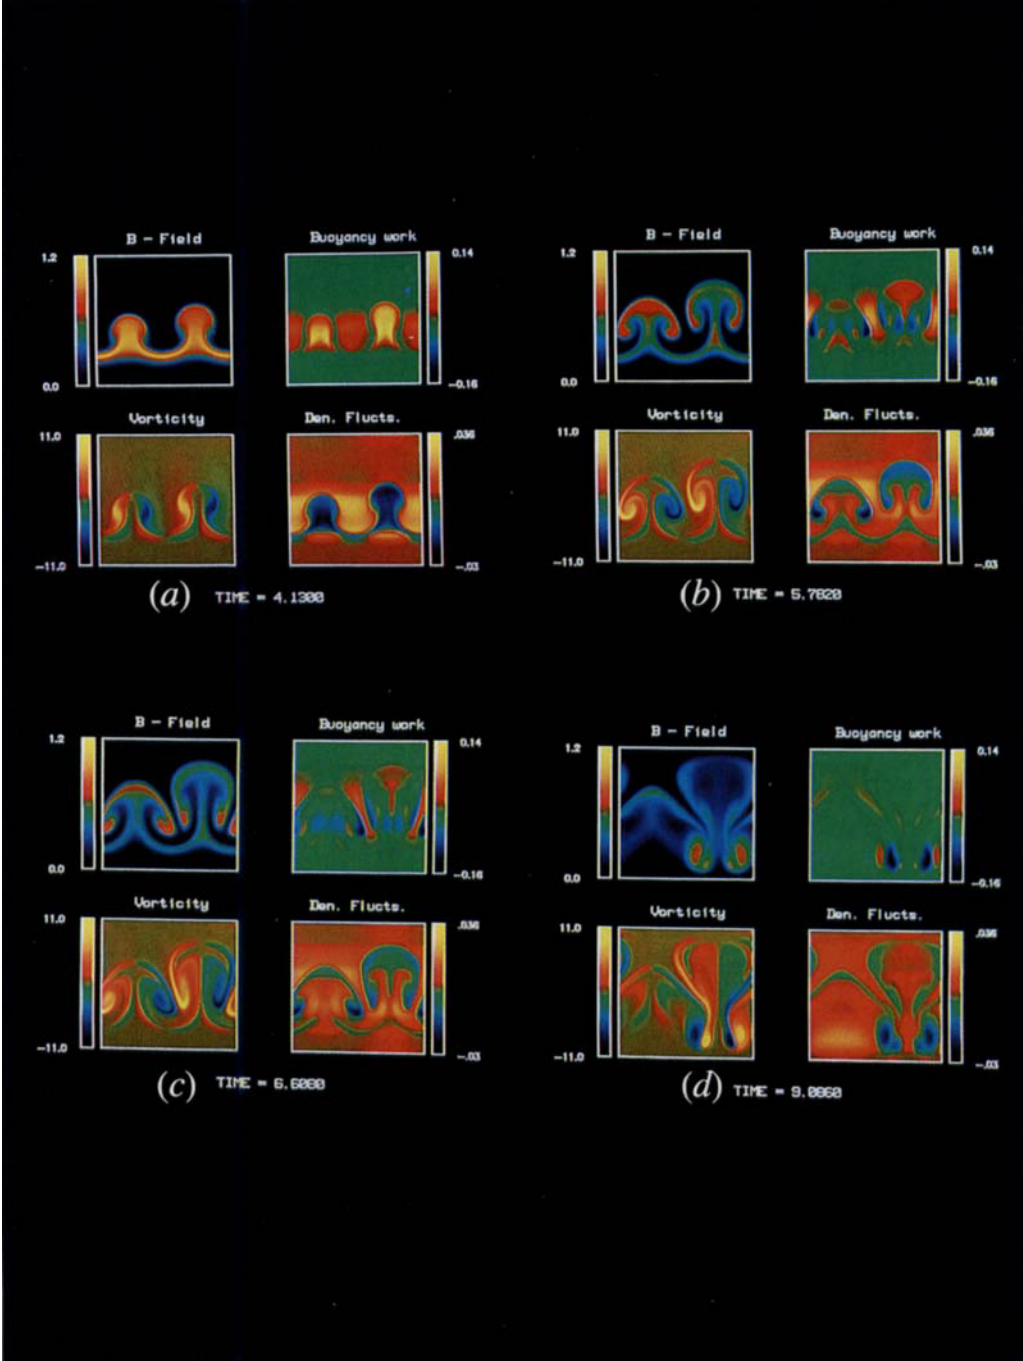 B - Field
Buoyancy work
1.2
0.0
0.14
-0.16
Vorticity
Den. Flucts.
11.0
-11.0
.036
-.03
(a) TIME = 4.1300
B - Field
Buoyancy work
1.2
0.0
0.14
-0.16
Vorticity
Den. Flucts.
11.0
-11.0
.036
-.03
(b) TIME = 5.7820
B - Field
Buoyancy work
1.2
0.0
0.14
-0.16
Vorticity
Den. Flucts.
11.0
-11.0
.036
-.03
(c) TIME = 6.6080
B - Field
Buoyancy work
1.2
0.0
0.14
-0.16
Vorticity
Den. Flucts.
11.0
-11.0
.036
-.03
(d) TIME = 9.0860